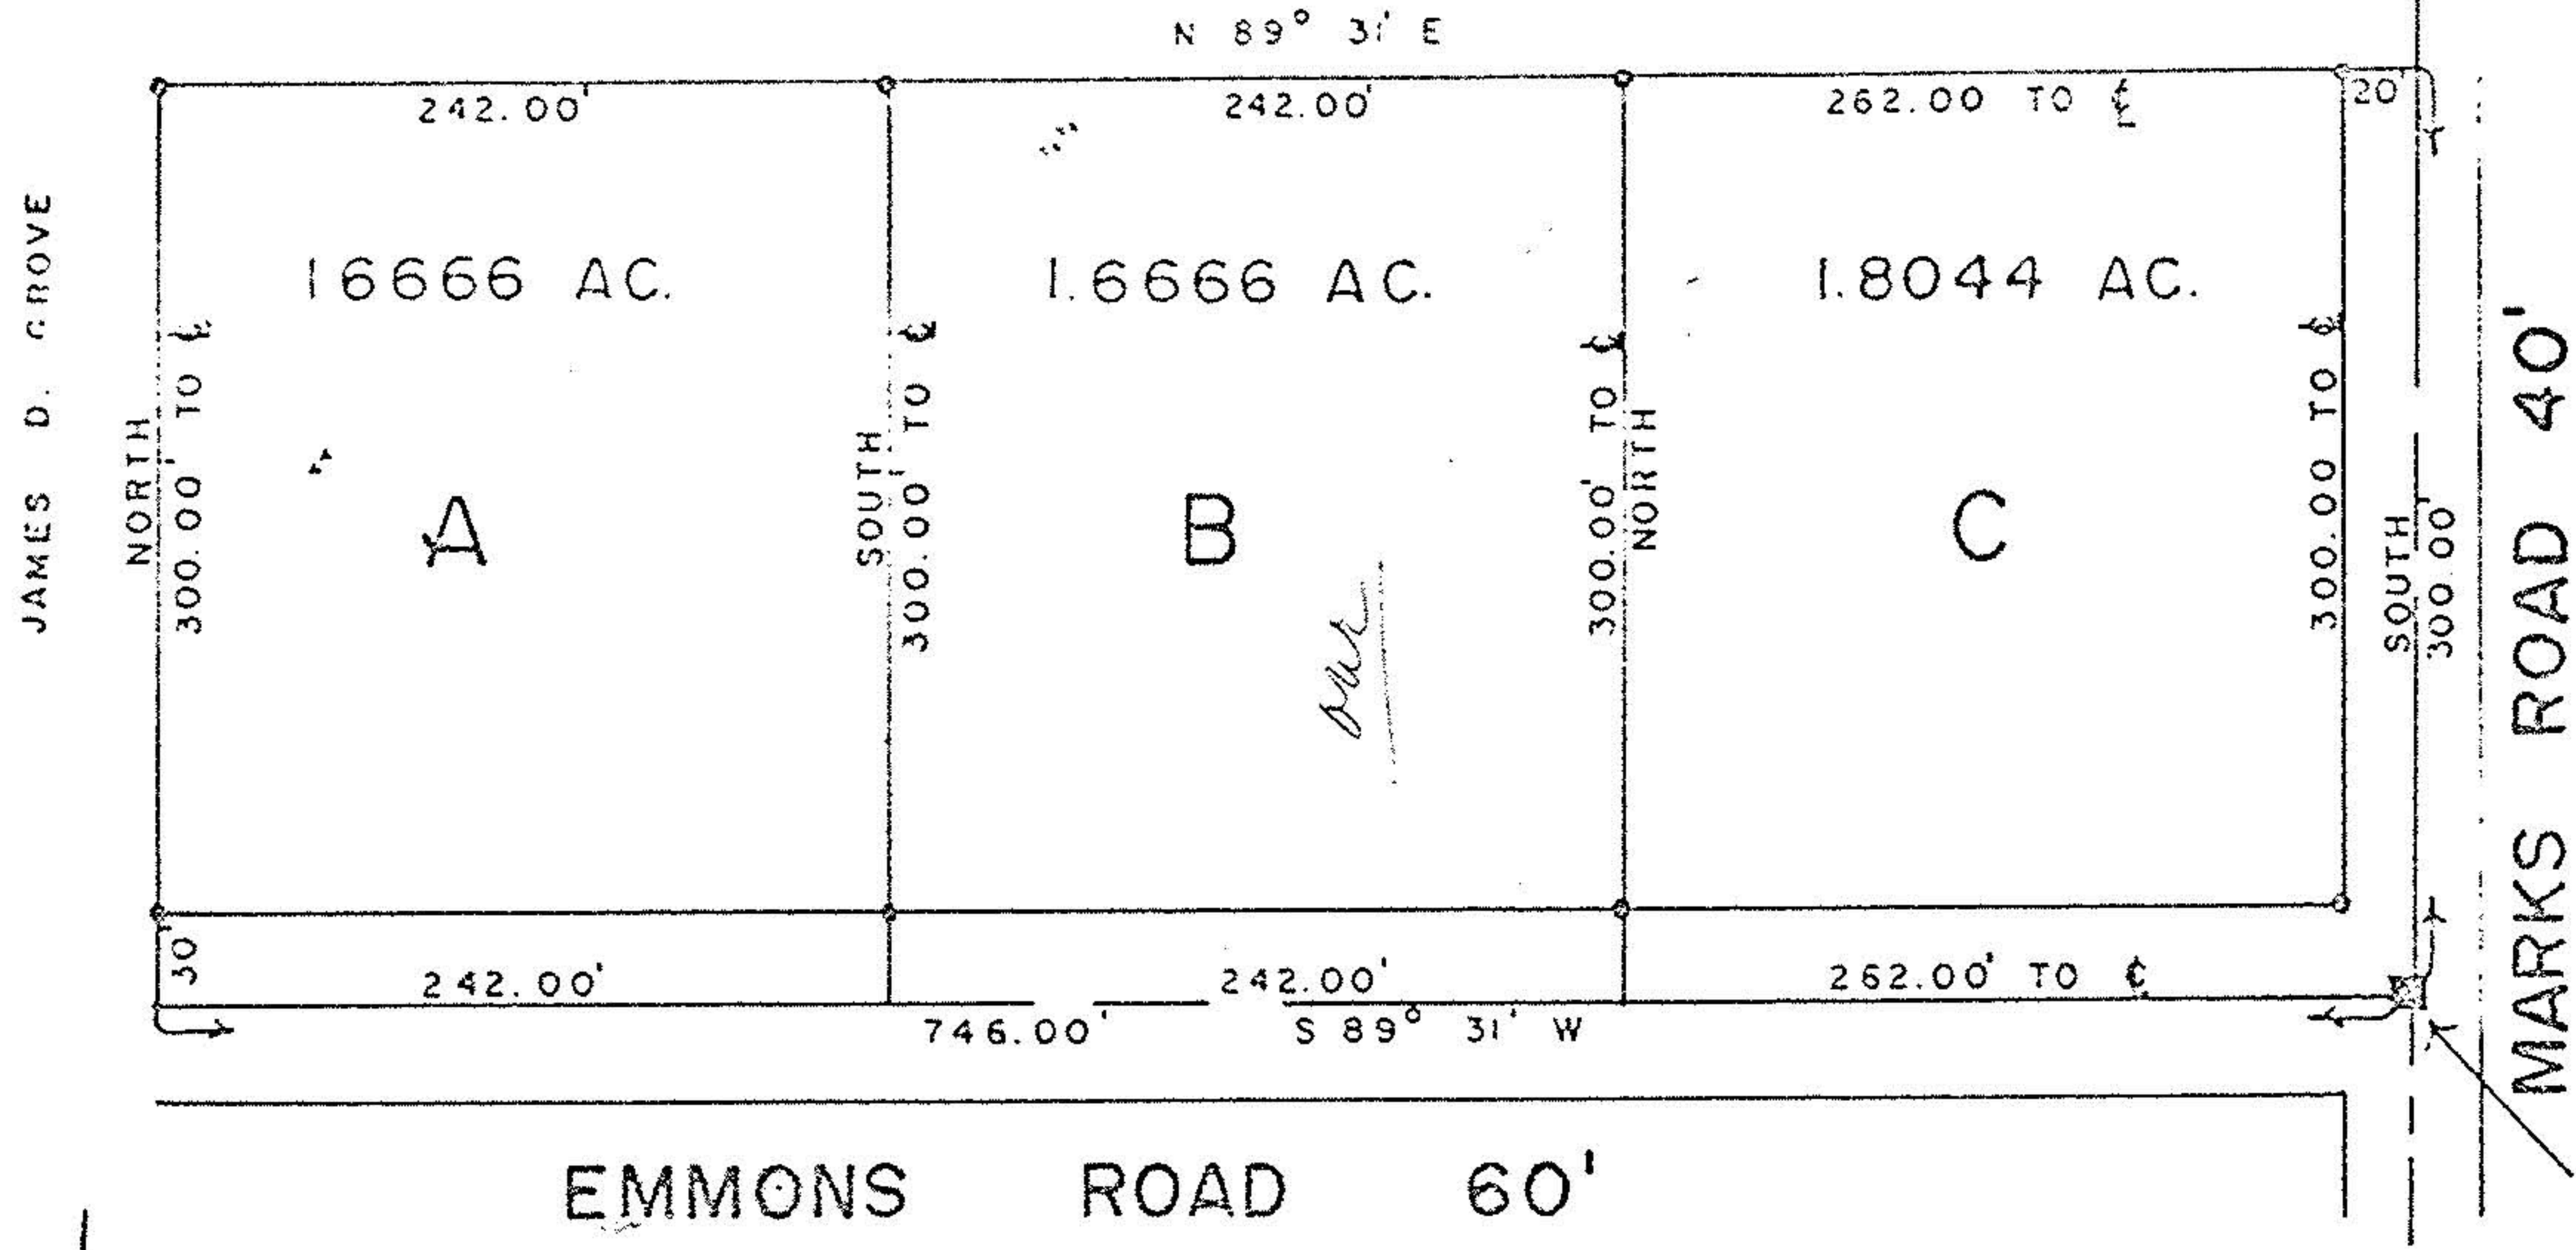 N 89° 31' E
242.00'
242.00'
262.00 TO ℄
20'
JAMES D. GROVE
16666 AC.
1.6666 AC.
1.8044 AC.
NORTH
300.00' TO ℄
SOUTH
300.00' TO ℄
300.00' TO ℄
NORTH
300.00 TO ℄
SOUTH
300.00'
MARKS ROAD 40'
A
B
C
30'
242.00'
242.00'
262.00' TO ℄
746.00'
S 89° 31' W
EMMONS ROAD 60'